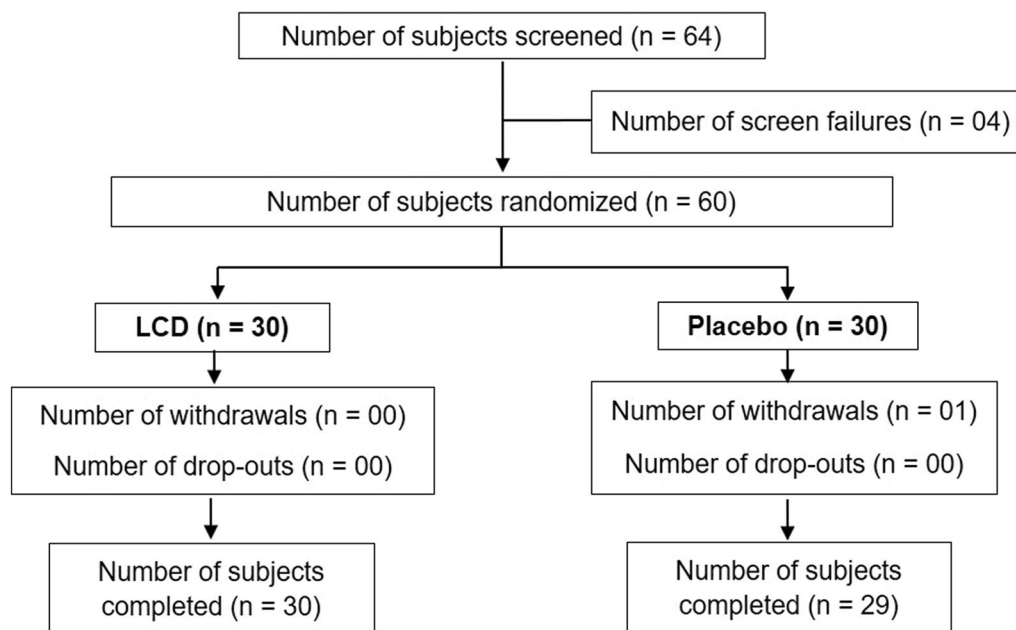 Number of subjects screened (n = 64)
Number of screen failures (n = 04)
Number of subjects randomized (n = 60)
LCD (n = 30)
Placebo (n = 30)
Number of withdrawals (n = 00)
Number of drop-outs (n = 00)
Number of withdrawals (n = 01)
Number of drop-outs (n = 00)
Number of subjects
completed (n = 30)
Number of subjects
completed (n = 29)